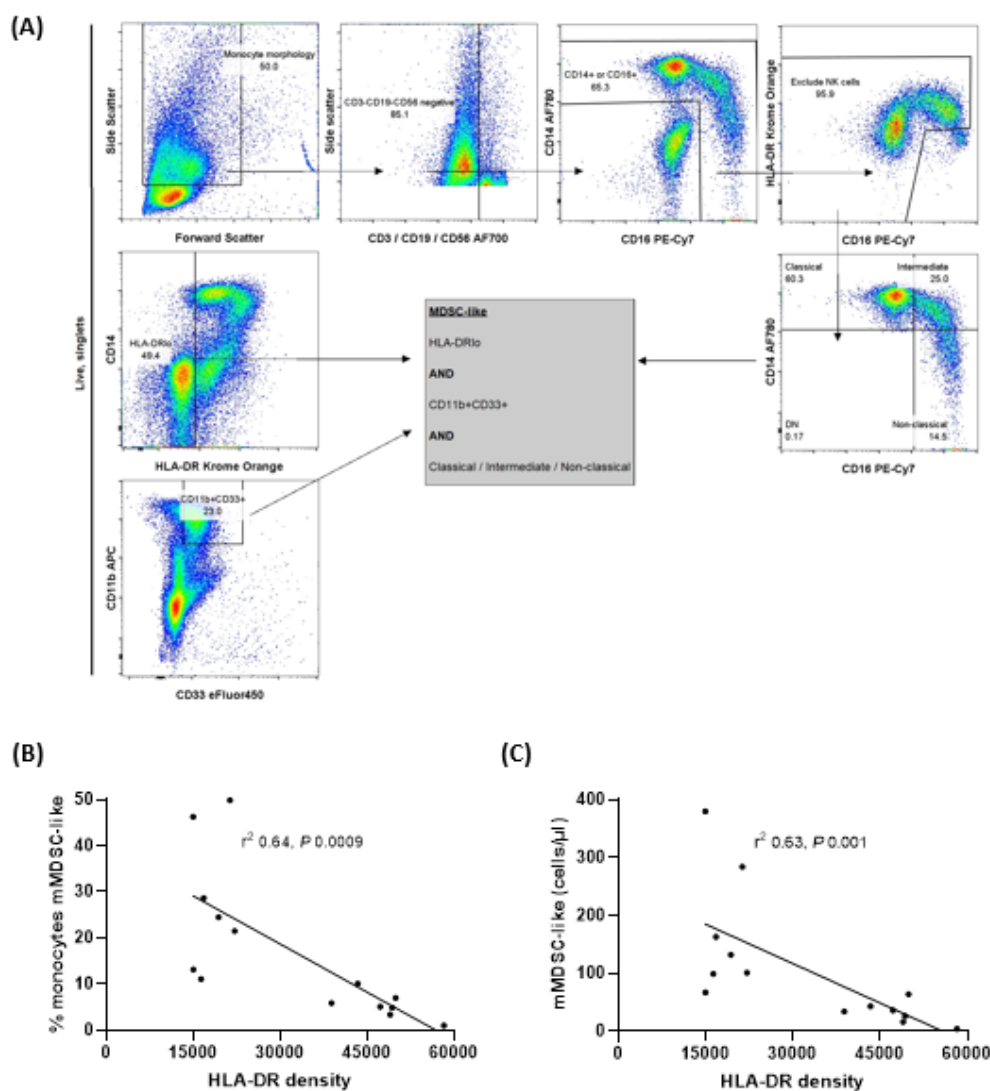 (A)
Side Scatter
Monocyte morphology
50.0
Forward Scatter
Side scatter
CD3-CD19-CD56 negative
85.1
CD3 / CD19 / CD56 AF700
CD14 AF780
CD14+ or CD16+
65.3
CD16 PE-Cy7
HLA-DR Krome Orange
Exclude NK cells
95.9
CD16 PE-Cy7
Live, singlets
CD14
HLA-DRlo
49.4
HLA-DR Krome Orange
MDSC-like
HLA-DRlo
AND
CD11b+CD33+
AND
Classical / Intermediate / Non-classical
CD14 AF780
Classical
60.3
Intermediate
25.0
DN
0.17
Non-classical
14.5
CD16 PE-Cy7
CD11b APC
CD11b+CD33+
23.0
CD33 eFluor450
(B)
% monocytes mMDSC-like
50
40
30
20
10
0
r² 0.64, P 0.0009
0 15000 30000 45000 60000
HLA-DR density
(C)
mMDSC-like (cells/µl)
400
300
200
100
0
r² 0.63, P 0.001
0 15000 30000 45000 60000
HLA-DR density